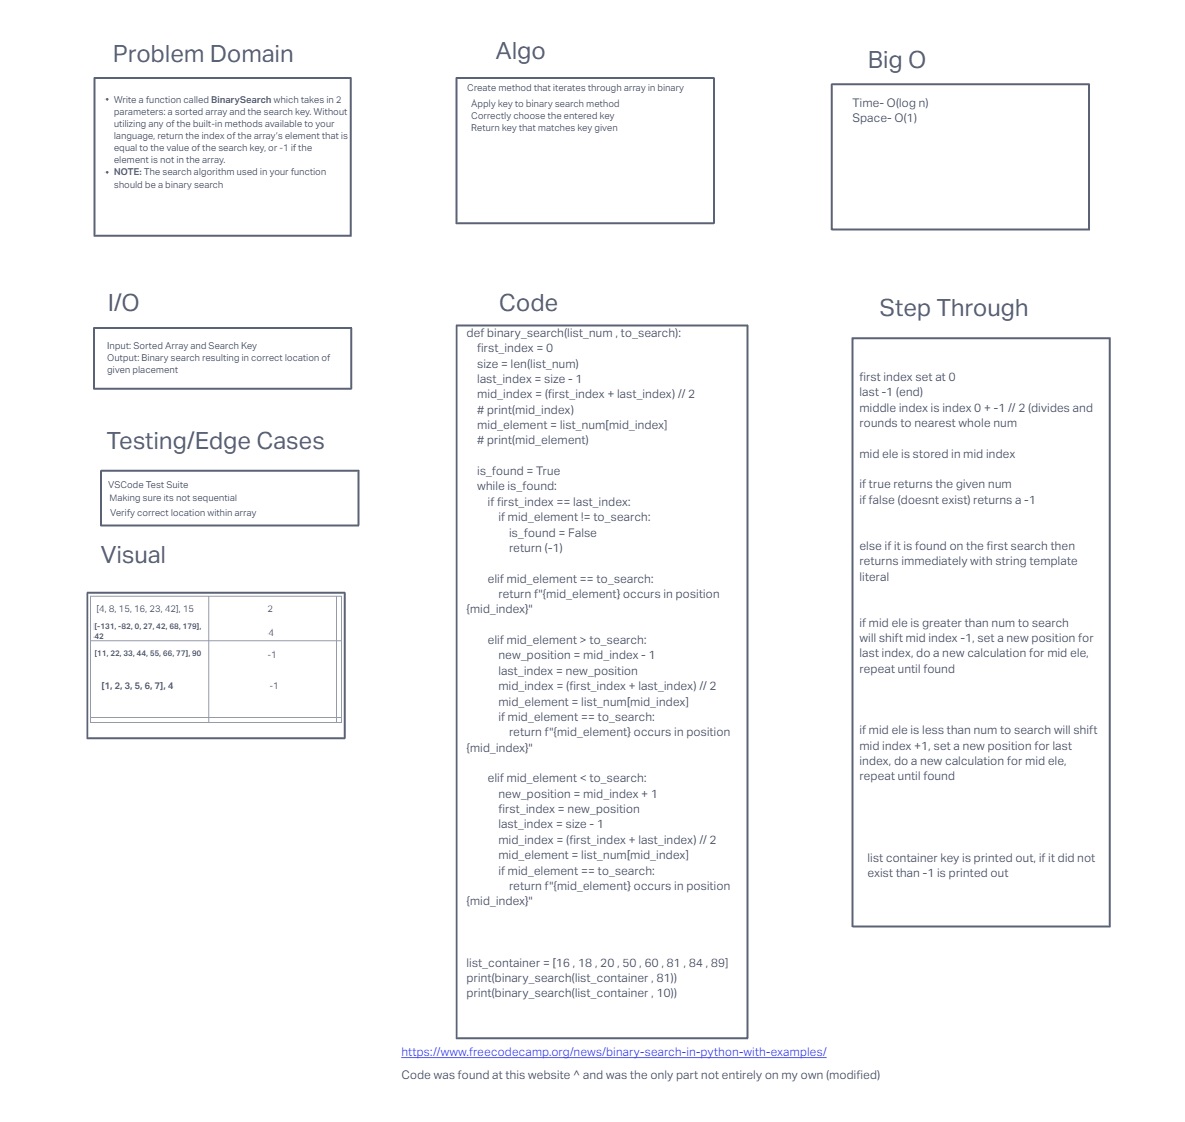 Problem Domain
• Write a function called BinarySearch which takes in 2
parameters: a sorted array and the search key. Without
utilizing any of the built-in methods available to your
language, return the index of the array's element that is
equal to the value of the search key, or -1 if the
element is not in the array.
• NOTE: The search algorithm used in your function
should be a binary search
Algo
Create method that iterates through array in binary
Apply key to binary search method
Correctly choose the entered key
Return key that matches key given
Big O
Time- O(log n)
Space- O(1)
I/O
Input: Sorted Array and Search Key
Output: Binary search resulting in correct location of
given placement
Testing/Edge Cases
VSCode Test Suite
Making sure its not sequential
Verify correct location within array
Visual
[4, 8, 15, 16, 23, 42], 15 2
[-131, -82, 0, 27, 42, 68, 179],
42 4
[11, 22, 33, 44, 55, 66, 77], 90 -1
[1, 2, 3, 5, 6, 7], 4 -1
Code
def binary_search(list_num , to_search):
first_index = 0
size = len(list_num)
last_index = size - 1
mid_index = (first_index + last_index) // 2
# print(mid_index)
mid_element = list_num[mid_index]
# print(mid_element)
is_found = True
while is_found:
if first_index == last_index:
if mid_element != to_search:
is_found = False
return (-1)
elif mid_element == to_search:
return f"{mid_element} occurs in position
{mid_index}"
elif mid_element > to_search:
new_position = mid_index - 1
last_index = new_position
mid_index = (first_index + last_index) // 2
mid_element = list_num[mid_index]
if mid_element == to_search:
return f"{mid_element} occurs in position
{mid_index}"
elif mid_element < to_search:
new_position = mid_index + 1
first_index = new_position
last_index = size - 1
mid_index = (first_index + last_index) // 2
mid_element = list_num[mid_index]
if mid_element == to_search:
return f"{mid_element} occurs in position
{mid_index}"
list_container = [16 , 18 , 20 , 50 , 60 , 81 , 84 , 89]
print(binary_search(list_container , 81))
print(binary_search(list_container , 10))
Step Through
first index set at 0
last -1 (end)
middle index is index 0 + -1 // 2 (divides and
rounds to nearest whole num
mid ele is stored in mid index
if true returns the given num
if false (doesnt exist) returns a -1
else if it is found on the first search then
returns immediately with string template
literal
if mid ele is greater than num to search
will shift mid index -1, set a new position for
last index, do a new calculation for mid ele,
repeat until found
if mid ele is less than num to search will shift
mid index +1, set a new position for last
index, do a new calculation for mid ele,
repeat until found
list container key is printed out, if it did not
exist than -1 is printed out
https://www.freecodecamp.org/news/binary-search-in-python-with-examples/
Code was found at this website ^ and was the only part not entirely on my own (modified)